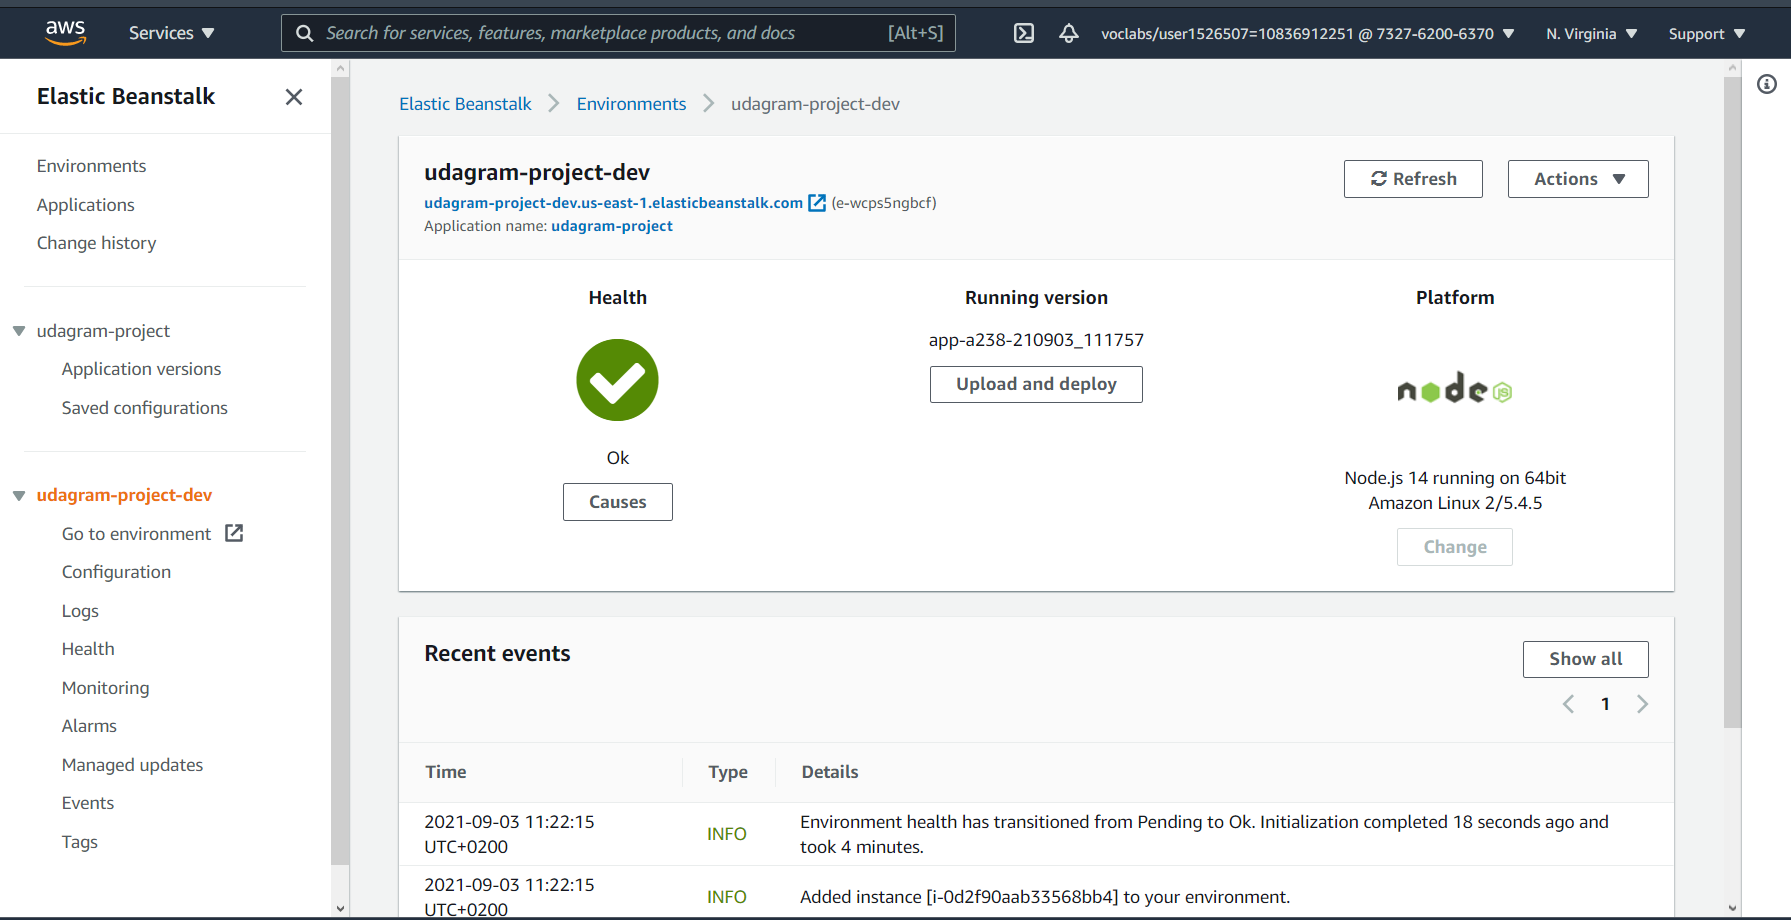 aws
Services
Search for services, features, marketplace products, and docs
[Alt+S]
voclabs/user1526507=10836912251 @ 7327-6200-6370
N. Virginia
Support
Elastic Beanstalk
Environments
Applications
Change history
udagram-project
Application versions
Saved configurations
udagram-project-dev
Go to environment
Configuration
Logs
Health
Monitoring
Alarms
Managed updates
Events
Tags
Elastic Beanstalk
Environments
udagram-project-dev
udagram-project-dev
udagram-project-dev.us-east-1.elasticbeanstalk.com (e-wcps5ngbcf)
Application name: udagram-project
Refresh
Actions
Health
Ok
Causes
Running version
app-a238-210903_111757
Upload and deploy
Platform
node JS
Node.js 14 running on 64bit
Amazon Linux 2/5.4.5
Change
Recent events
Show all
1
Time
Type
Details
2021-09-03 11:22:15
UTC+0200
INFO
Environment health has transitioned from Pending to Ok. Initialization completed 18 seconds ago and
took 4 minutes.
2021-09-03 11:22:15
UTC+0200
INFO
Added instance [i-0d2f90aab33568bb4] to your environment.